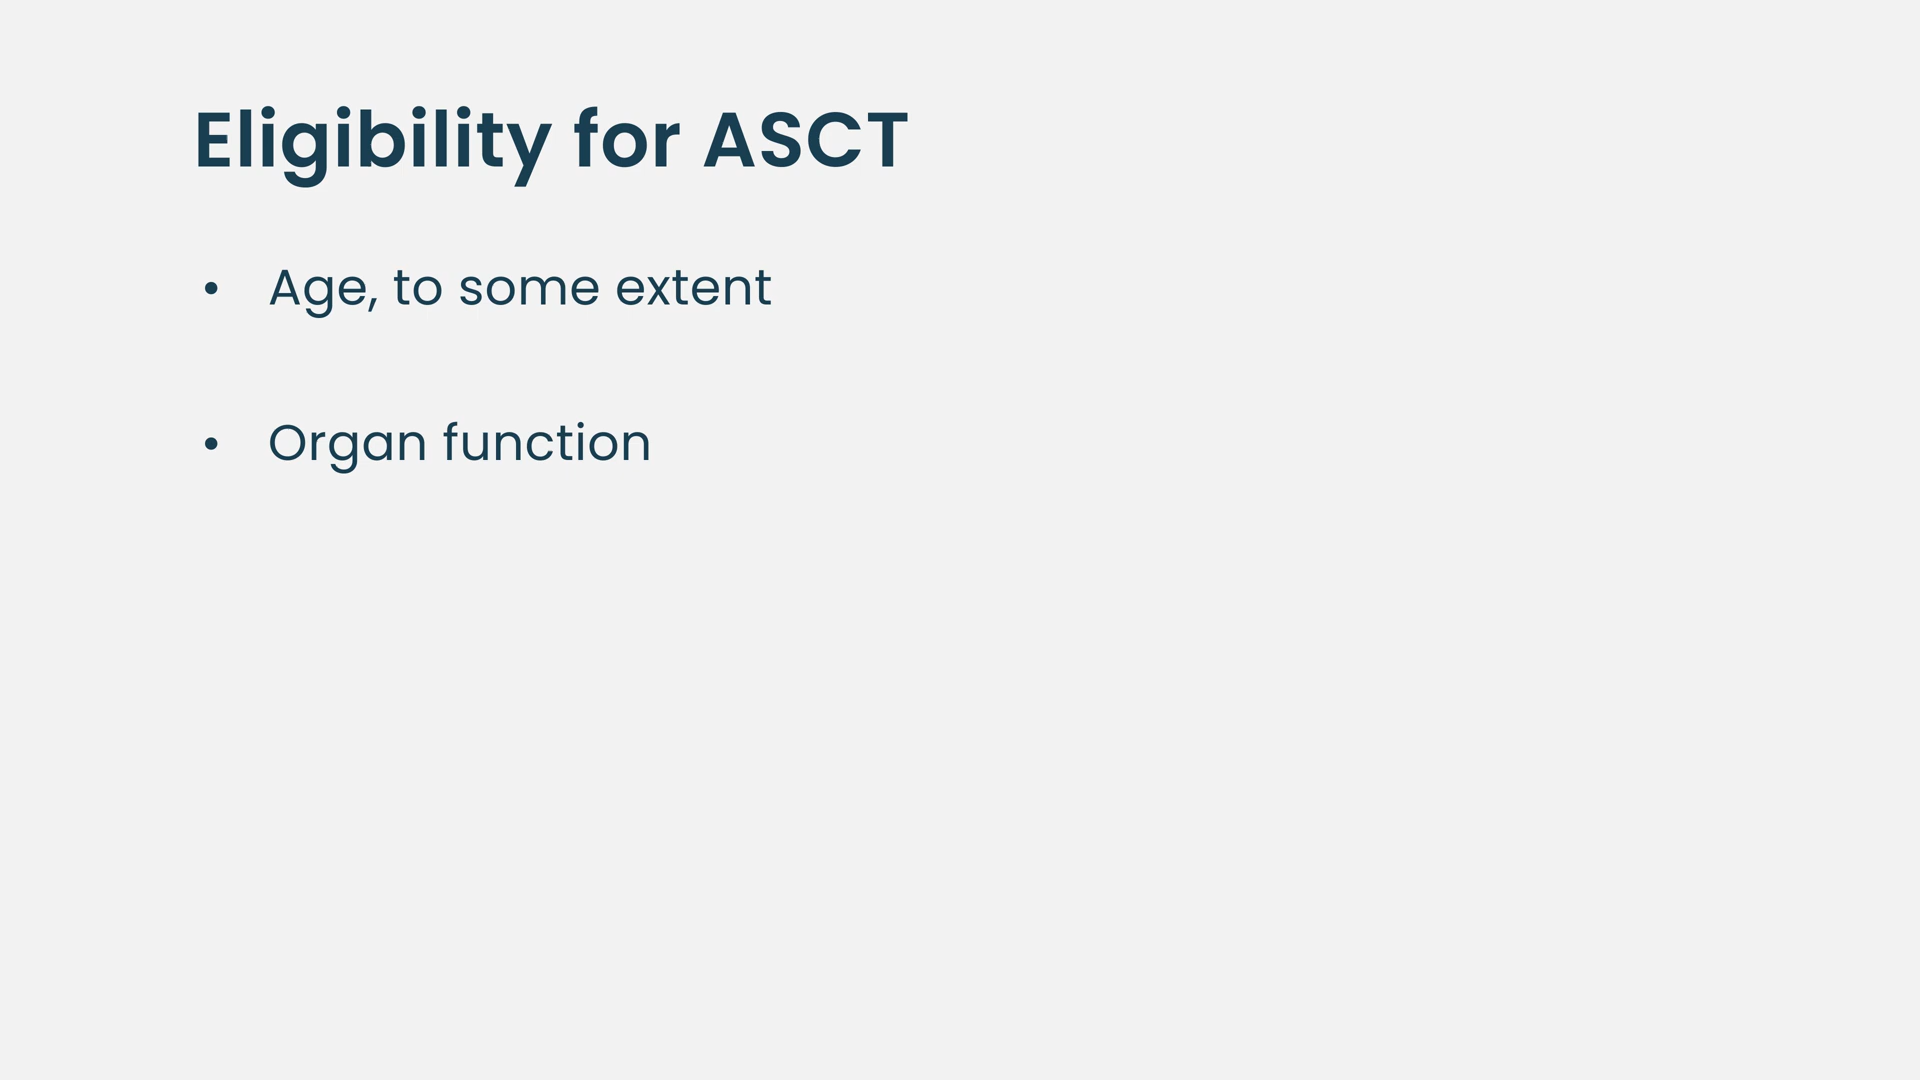 Eligibility for ASCT
• Age, to some extent
• Organ function